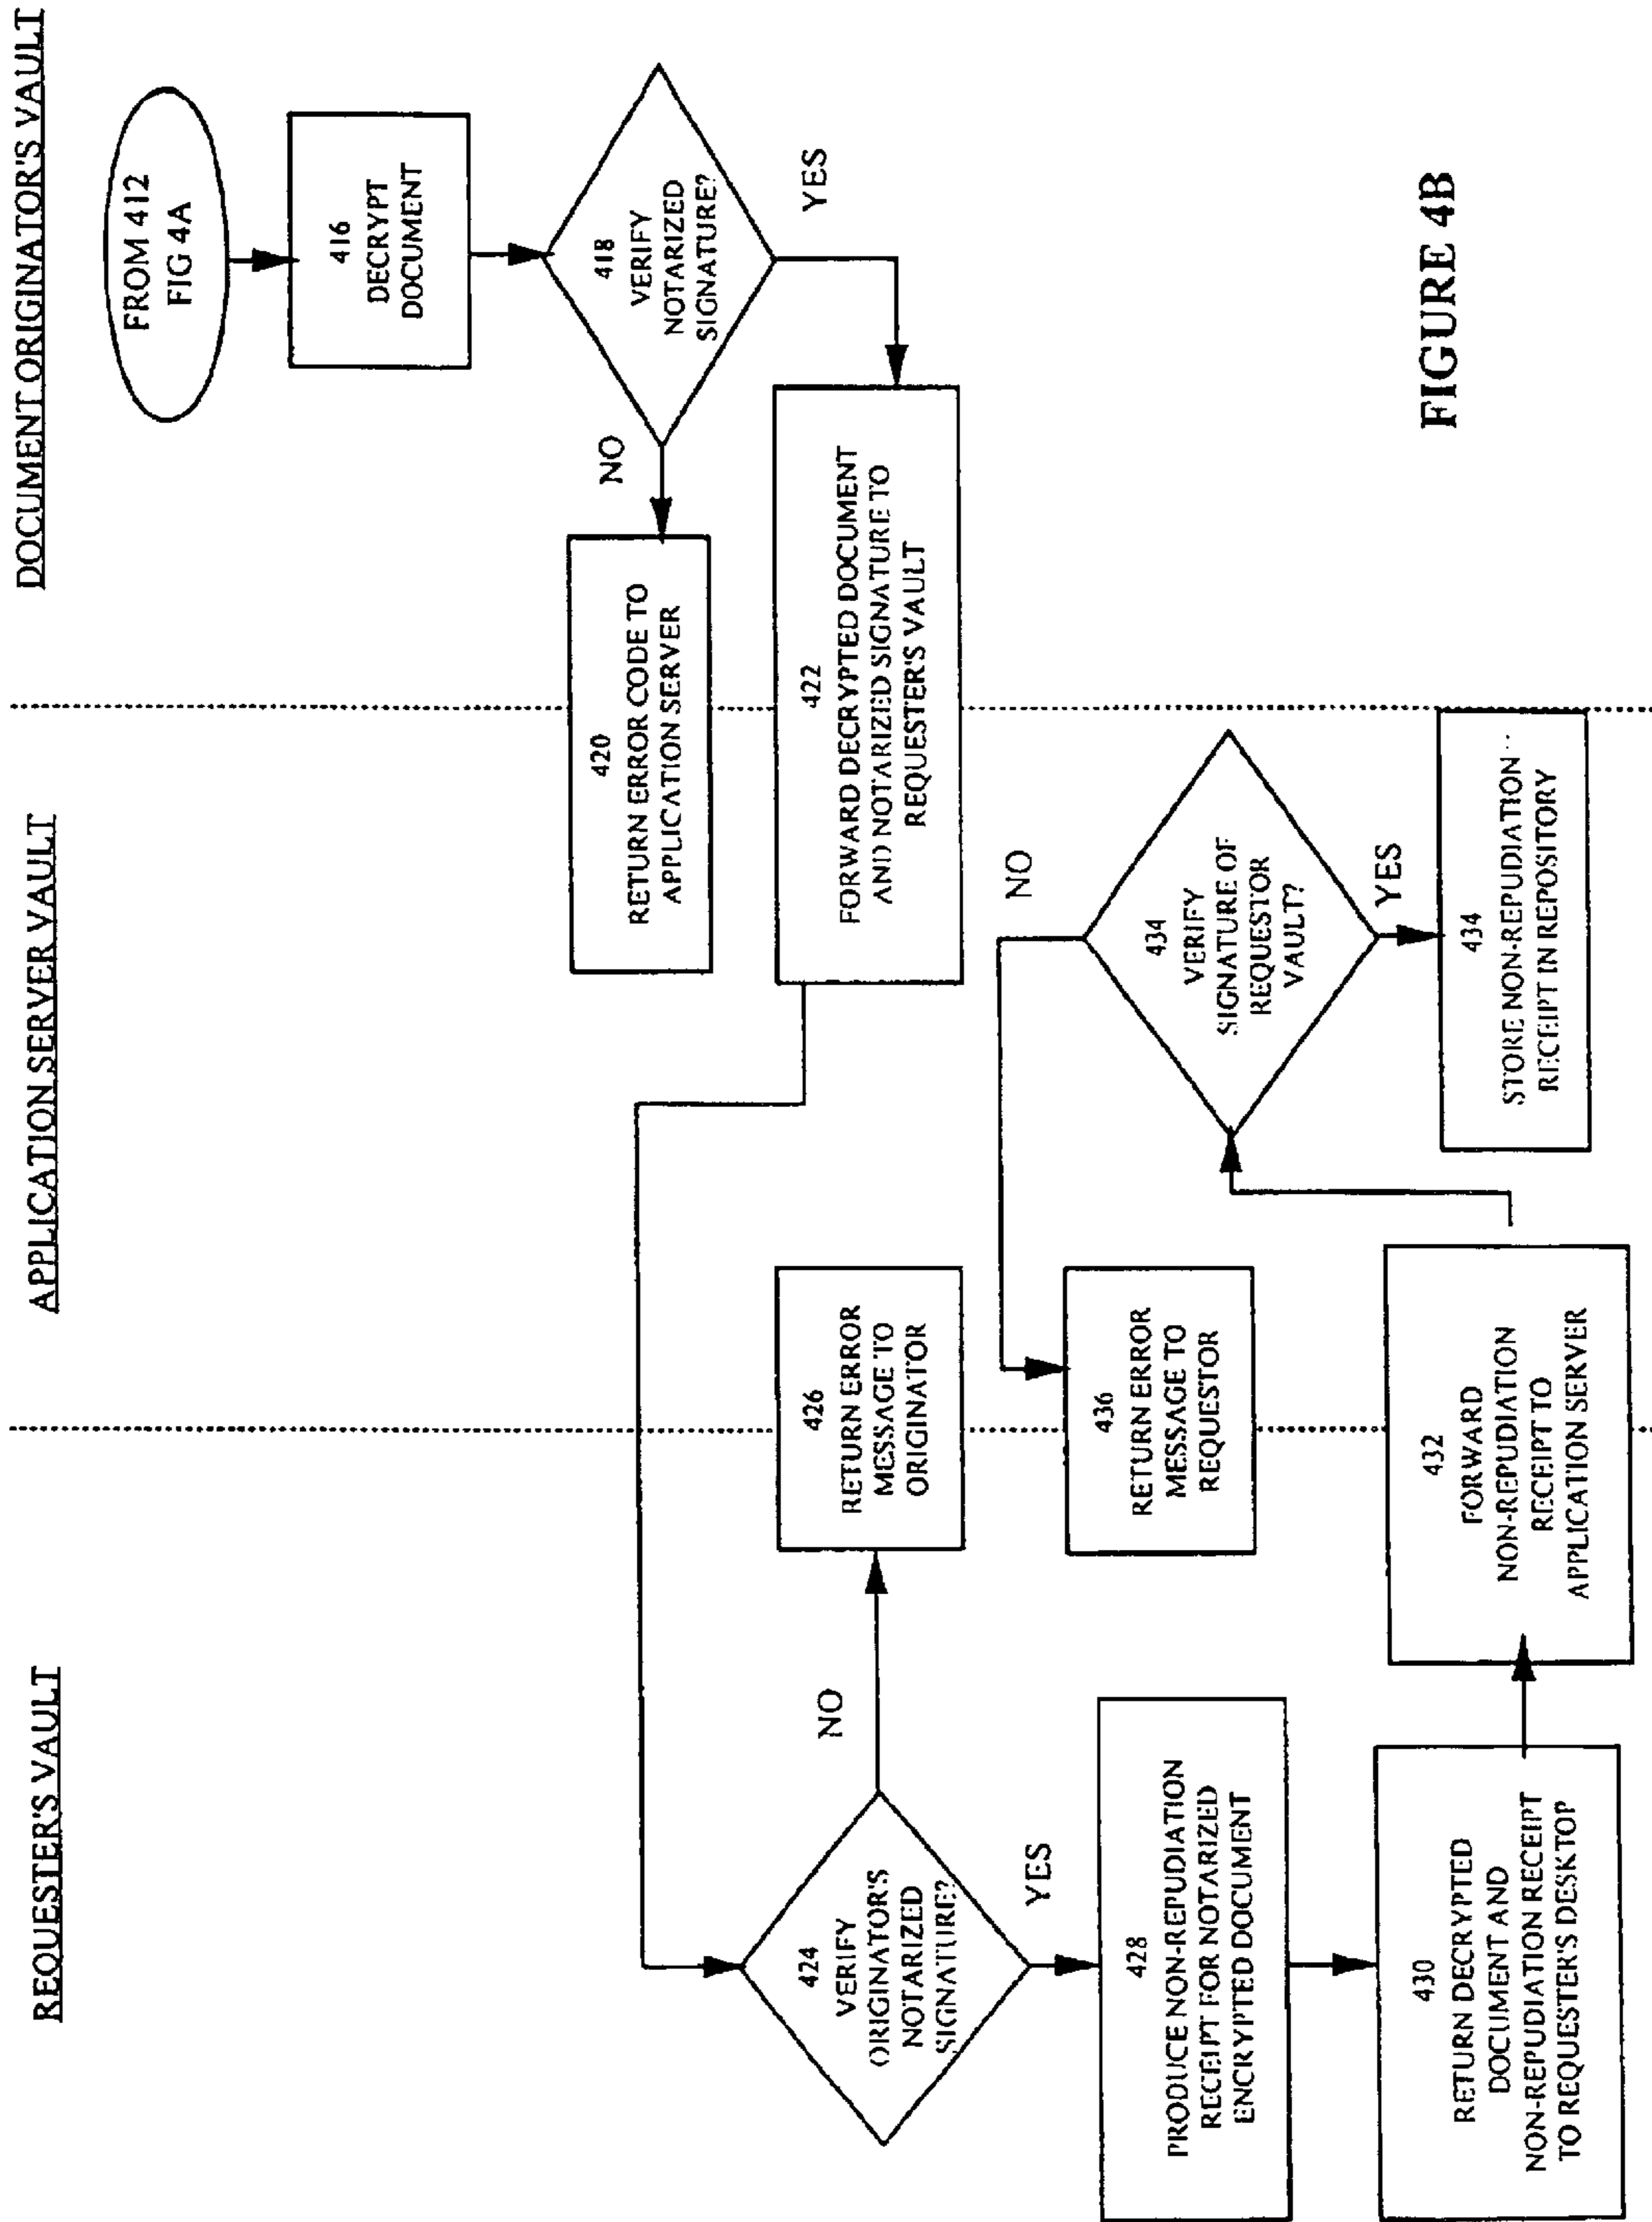 REQUESTER'S VAULT
APPLICATION SERVER VAULT
DOCUMENT ORIGINATOR'S VAULT
FROM 412
FIG 4A
416
DECRYPT
DOCUMENT
418
VERIFY
NOTARIZED
SIGNATURE?
NO
YES
420
RETURN ERROR CODE TO
APPLICATION SERVER
422
FORWARD DECRYPTED DOCUMENT
AND NOTARIZED SIGNATURE TO
REQUESTER'S VAULT
424
VERIFY
ORIGINATOR'S
NOTARIZED
SIGNATURE?
NO
YES
426
RETURN ERROR
MESSAGE TO
ORIGINATOR
428
PRODUCE NON-REPUDIATION
RECEIPT FOR NOTARIZED
ENCRYPTED DOCUMENT
430
RETURN DECRYPTED
DOCUMENT AND
NON-REPUDIATION RECEIPT
TO REQUESTER'S DESKTOP
432
FORWARD
NON-REPUDIATION
RECEIPT TO
APPLICATION SERVER
434
VERIFY
SIGNATURE OF
REQUESTOR
VAULT?
NO
YES
436
RETURN ERROR
MESSAGE TO
REQUESTOR
434
STORE NON-REPUDIATION
RECEIPT IN REPOSITORY
FIGURE 4B